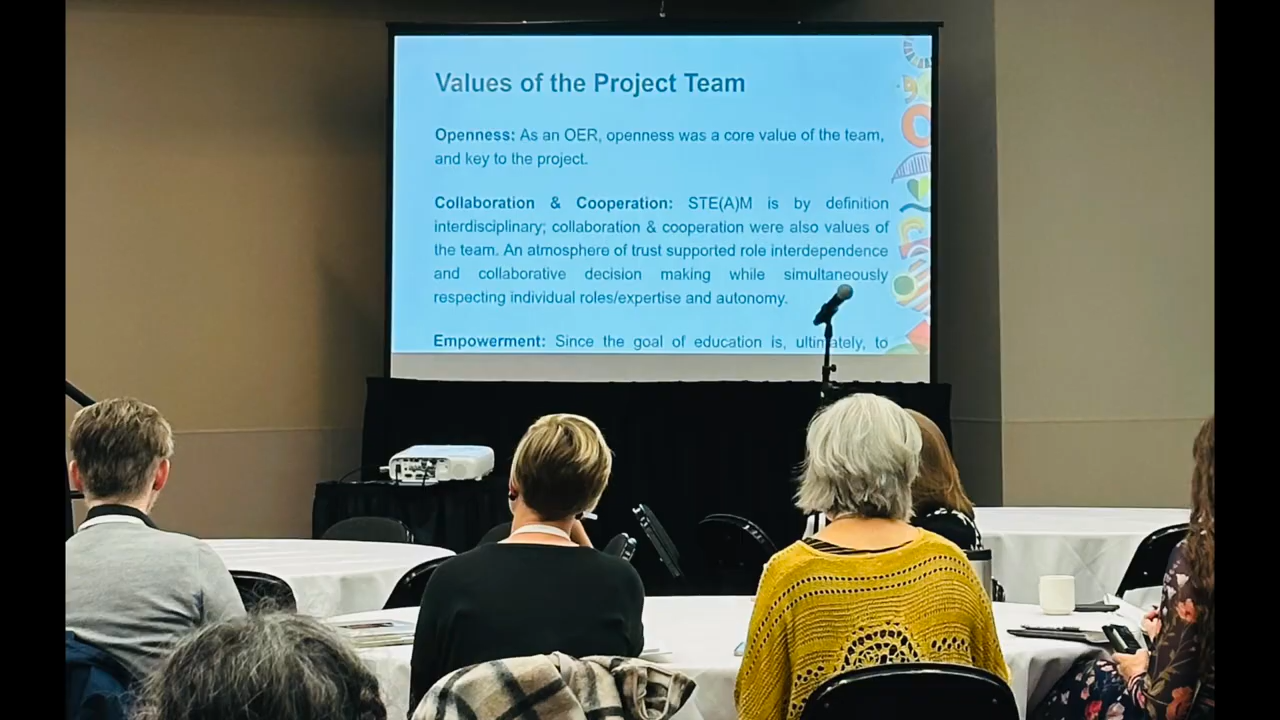 Values of the Project Team
Openness: As an OER, openness was a core value of the team,
and key to the project.
Collaboration & Cooperation: STE(A)M is by definition
interdisciplinary; collaboration & cooperation were also values of
the team. An atmosphere of trust supported role interdependence
and collaborative decision making while simultaneously
respecting individual roles/expertise and autonomy.
Empowerment: Since the goal of education is, ultimately, to